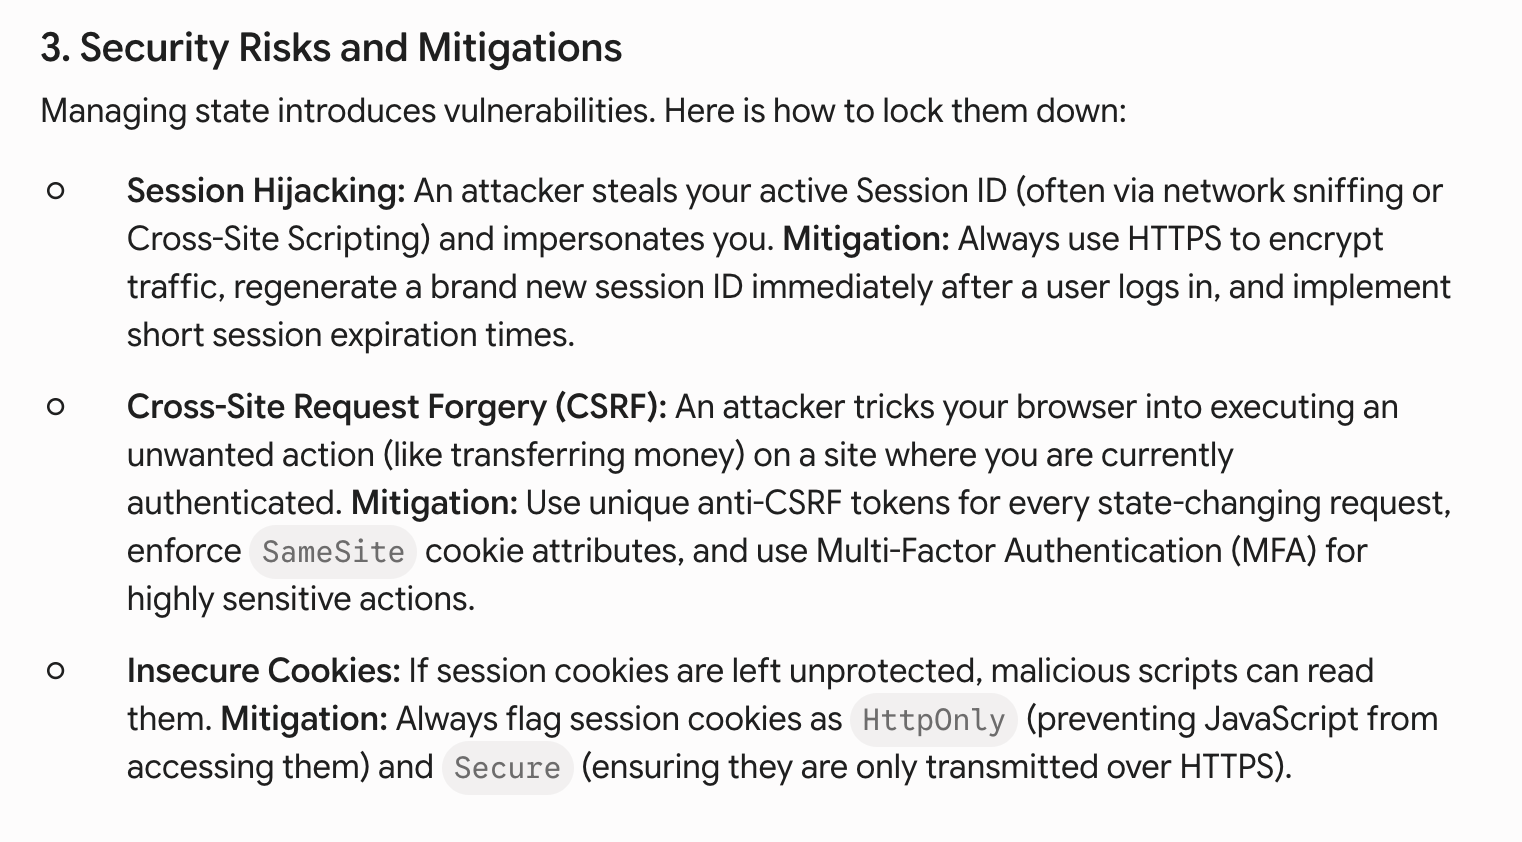 3. Security Risks and Mitigations
Managing state introduces vulnerabilities. Here is how to lock them down:
Session Hijacking: An attacker steals your active Session ID (often via network sniffing or
Cross-Site Scripting) and impersonates you. Mitigation: Always use HTTPS to encrypt
traffic, regenerate a brand new session ID immediately after a user logs in, and implement
short session expiration times.
Cross-Site Request Forgery (CSRF): An attacker tricks your browser into executing an
unwanted action (like transferring money) on a site where you are currently
authenticated. Mitigation: Use unique anti-CSRF tokens for every state-changing request,
enforce SameSite cookie attributes, and use Multi-Factor Authentication (MFA) for
highly sensitive actions.
Insecure Cookies: If session cookies are left unprotected, malicious scripts can read
them. Mitigation: Always flag session cookies as HttpOnly (preventing JavaScript from
accessing them) and Secure (ensuring they are only transmitted over HTTPS).